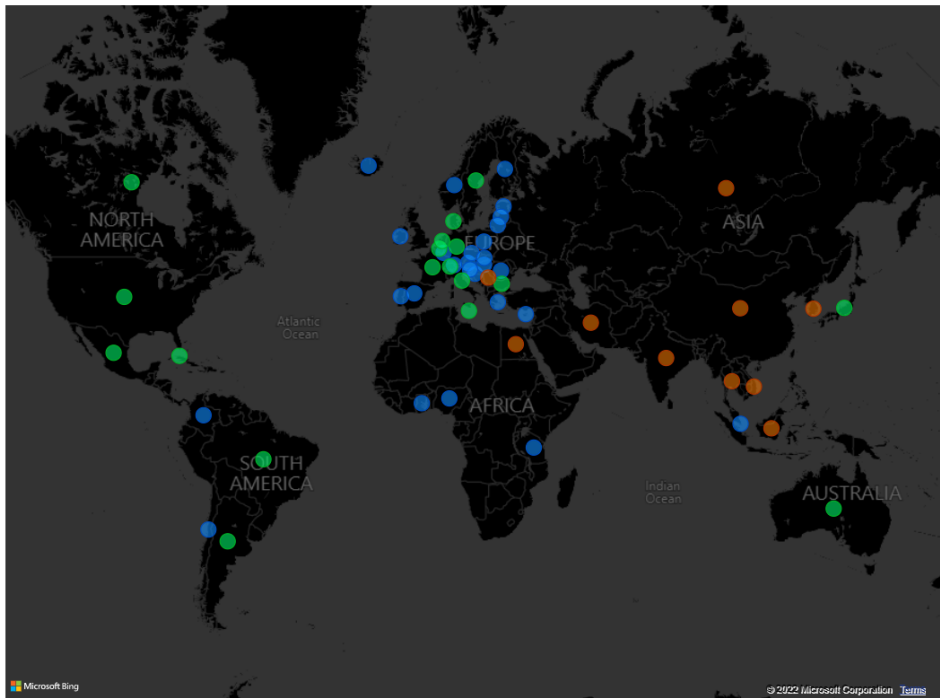 NORTH
AMERICA
EUROPE
ASIA
Atlantic
Ocean
AFRICA
SOUTH
AMERICA
Indian
Ocean
AUSTRALIA
Microsoft Bing
© 2022 Microsoft Corporation Terms